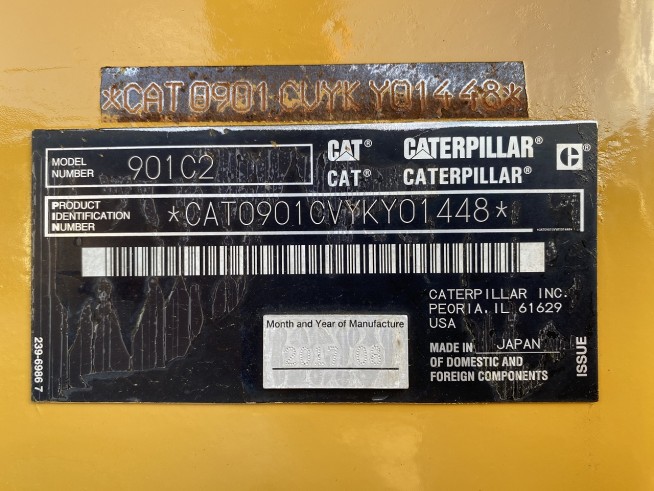 *CAT0901CVYKY01448*
MODEL
NUMBER
901C2
CAT® CATERPILLAR® C®
CAT® CATERPILLAR®
PRODUCT
IDENTIFICATION
NUMBER
*CAT0901CVYKY01448*
CATERPILLAR INC.
PEORIA, IL 61629
USA
Month and Year of Manufacture
MADE IN JAPAN
OF DOMESTIC AND
FOREIGN COMPONENTS
ISSUE
239-6986 7